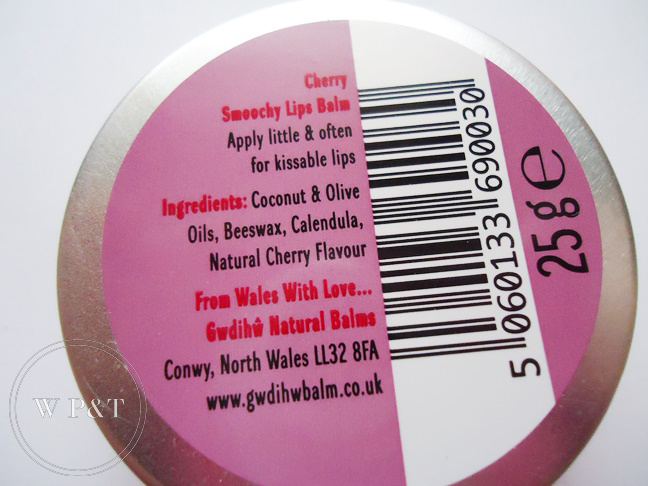 Cherry
Smoochy Lips Balm
Apply little & often
for kissable lips
Ingredients: Coconut & Olive
Oils, Beeswax, Calendula,
Natural Cherry Flavour
From Wales With Love...
Gwdihŵ Natural Balms
Conwy, North Wales LL32 8FA
www.gwdihwbalm.co.uk
5 060133 690030
25g e
W P&T